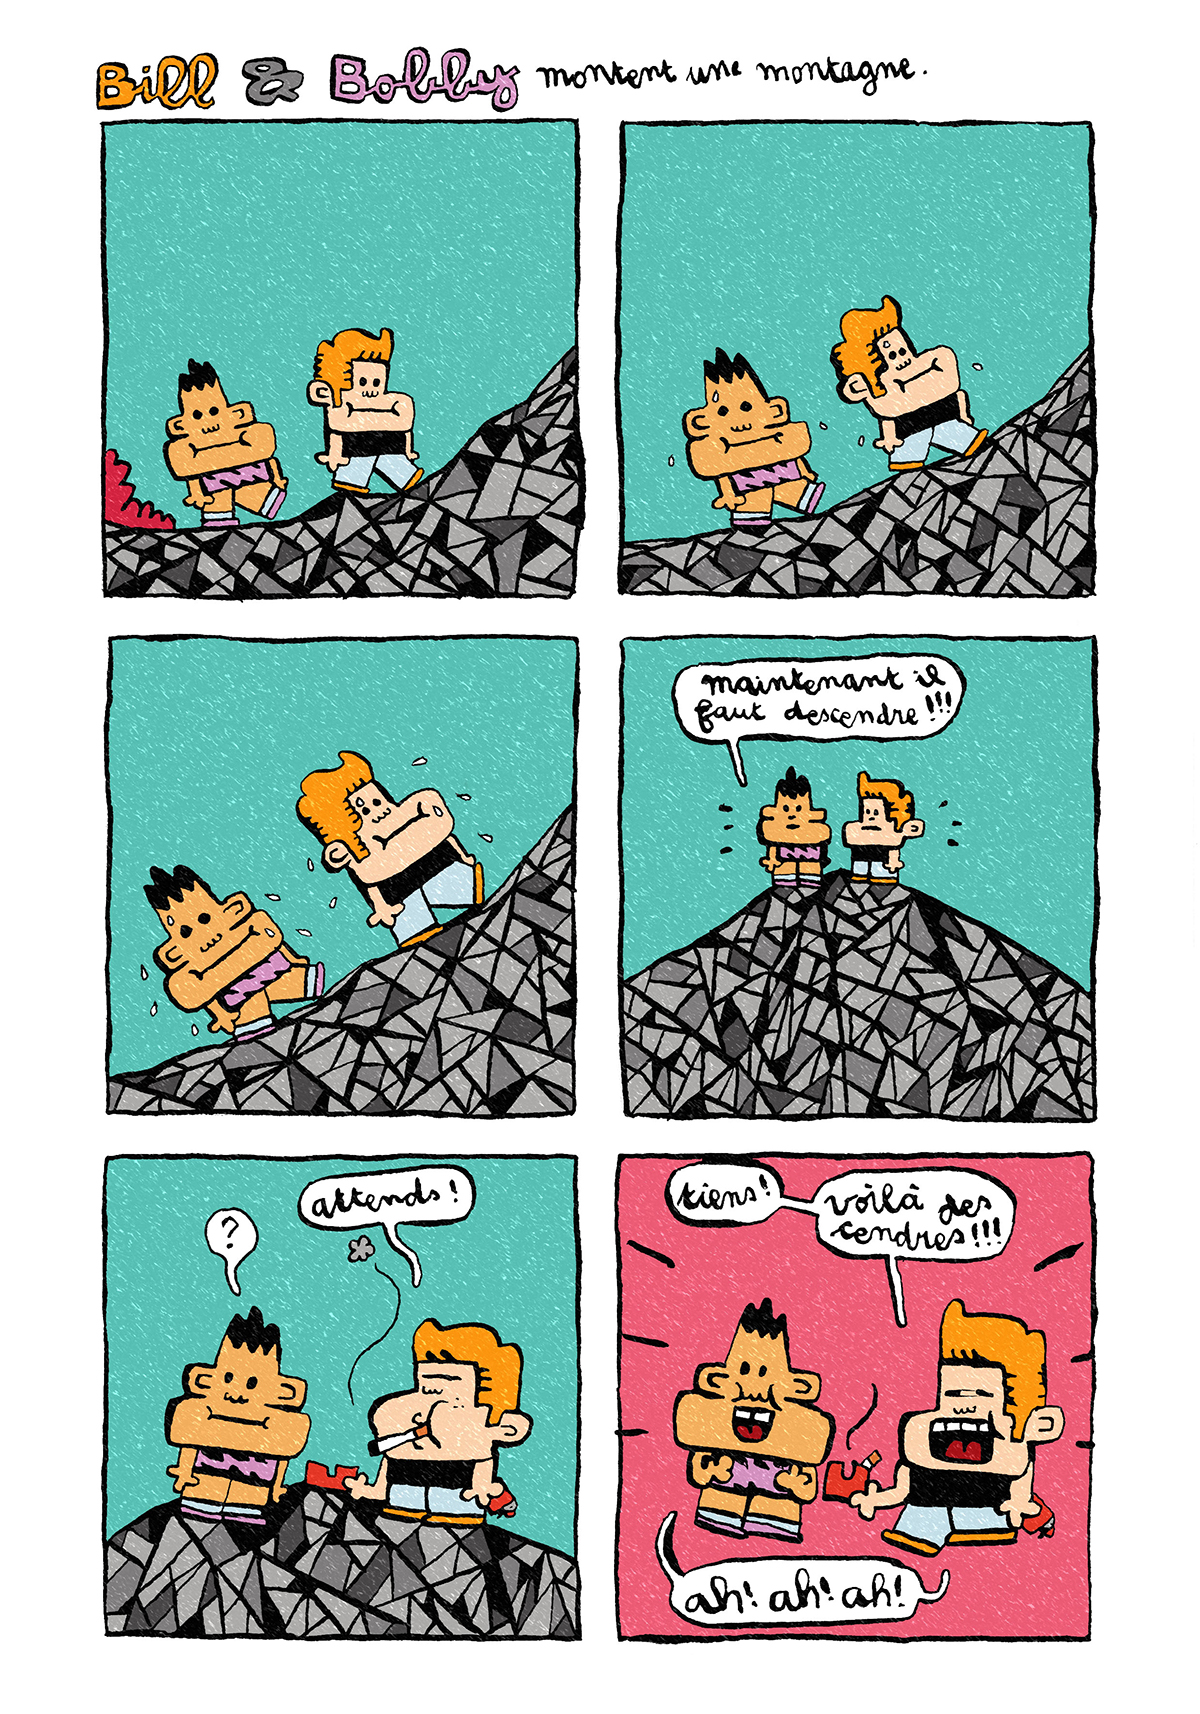 Bill & Bobby montent une montagne.
maintenant il
faut descendre!!!
?
attends!
tiens!
voilà des
cendres!!!
ah! ah! ah!